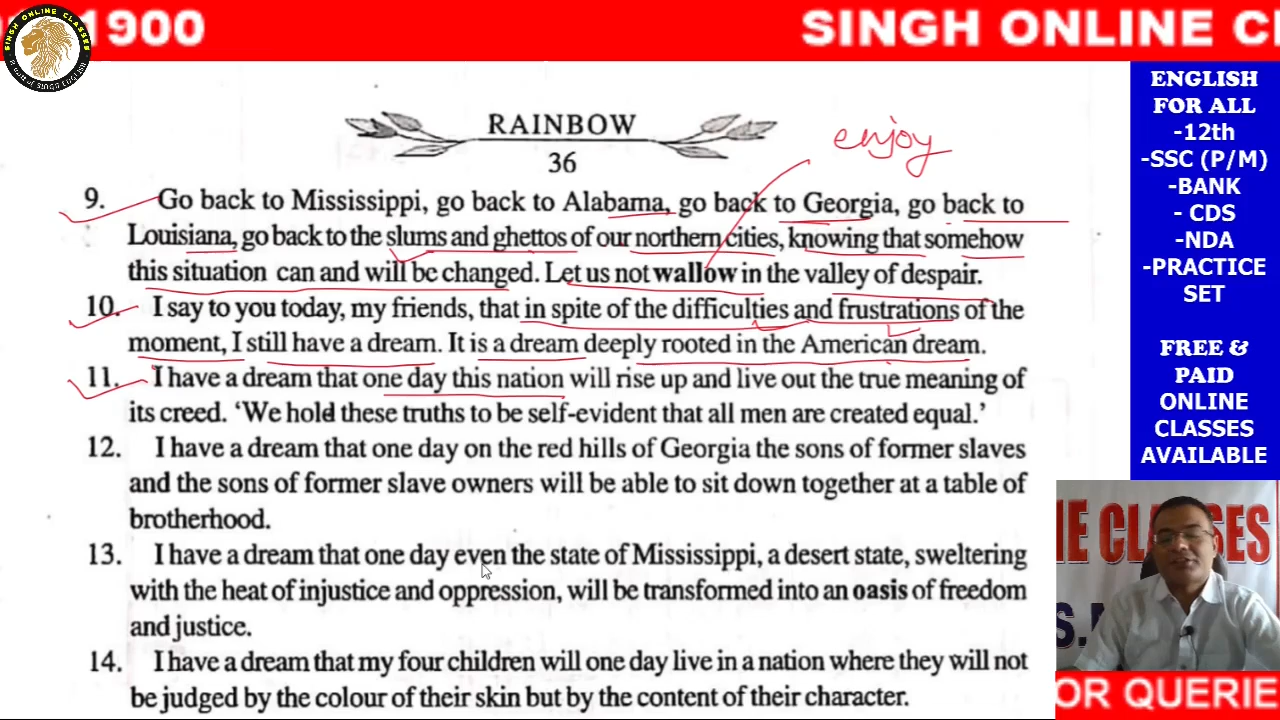 1900
SINGH ONLINE CL
SINGH ONLINE CLASSES
RAINBOW
36
enjoy
9. Go back to Mississippi, go back to Alabama, go back to Georgia, go back to
Louisiana, go back to the slums and ghettos of our northern cities, knowing that somehow
this situation can and will be changed. Let us not wallow in the valley of despair.
10. I say to you today, my friends, that in spite of the difficulties and frustrations of the
moment, I still have a dream. It is a dream deeply rooted in the American dream.
11. I have a dream that one day this nation will rise up and live out the true meaning of
its creed. ‘We hold these truths to be self-evident that all men are created equal.’
12. I have a dream that one day on the red hills of Georgia the sons of former slaves
and the sons of former slave owners will be able to sit down together at a table of
brotherhood.
13. I have a dream that one day even the state of Mississippi, a desert state, sweltering
with the heat of injustice and oppression, will be transformed into an oasis of freedom
and justice.
14. I have a dream that my four children will one day live in a nation where they will not
be judged by the colour of their skin but by the content of their character.
ENGLISH
FOR ALL
-12th
-SSC (P/M)
-BANK
- CDS
-NDA
-PRACTICE
SET
FREE &
PAID
ONLINE
CLASSES
AVAILABLE
NE CLASSES
S.
OR QUERIE